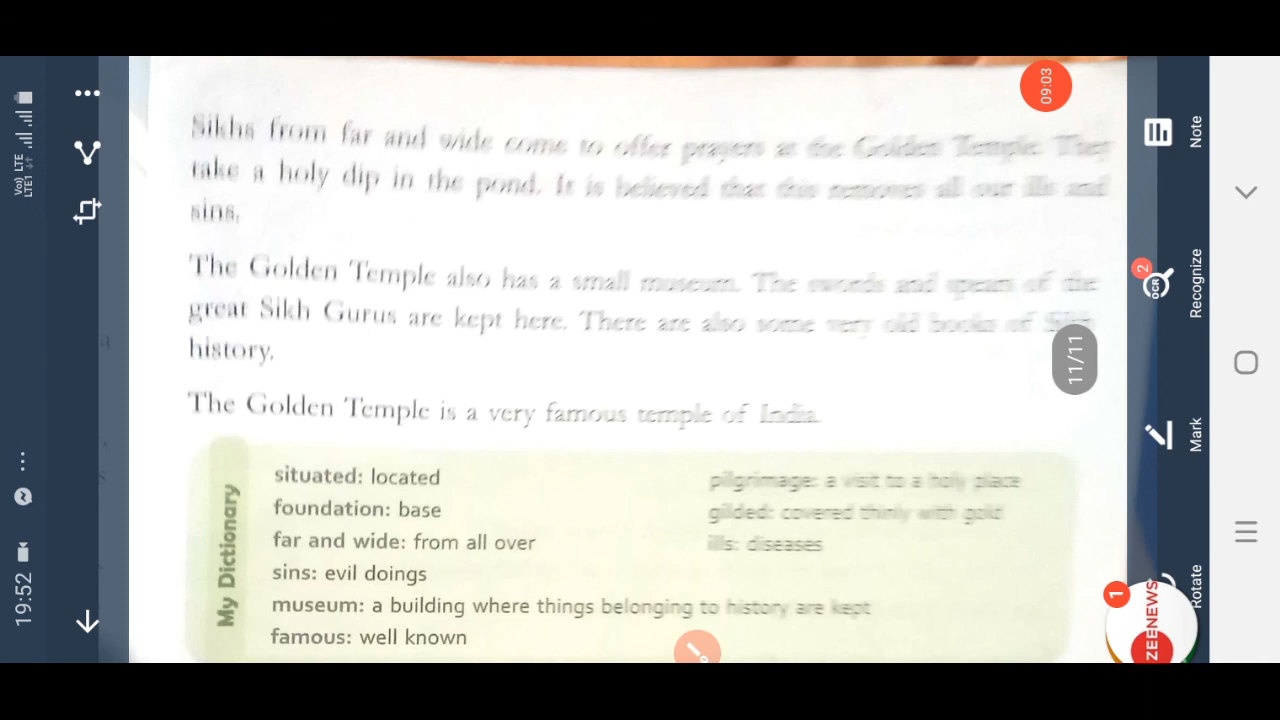 Sikhs from far and wide come to offer prayers at the Golden Temple. They
take a holy dip in the pond. It is believed that this removes all our ills and
sins.
The Golden Temple also has a small museum. The swords and spears of the
great Sikh Gurus are kept here. There are also some very old books of Sikh
history.
The Golden Temple is a very famous temple of India.
My Dictionary
situated: located
foundation: base
far and wide: from all over
sins: evil doings
museum: a building where things belonging to history are kept
famous: well known
pilgrimage: a visit to a holy place
gilded: covered thinly with gold
ills: diseases
09:03
11/11
Note
2
OCR
Recognize
Mark
Rotate
1
ZEENEWS
19:52
Vo) LTE
LTE1